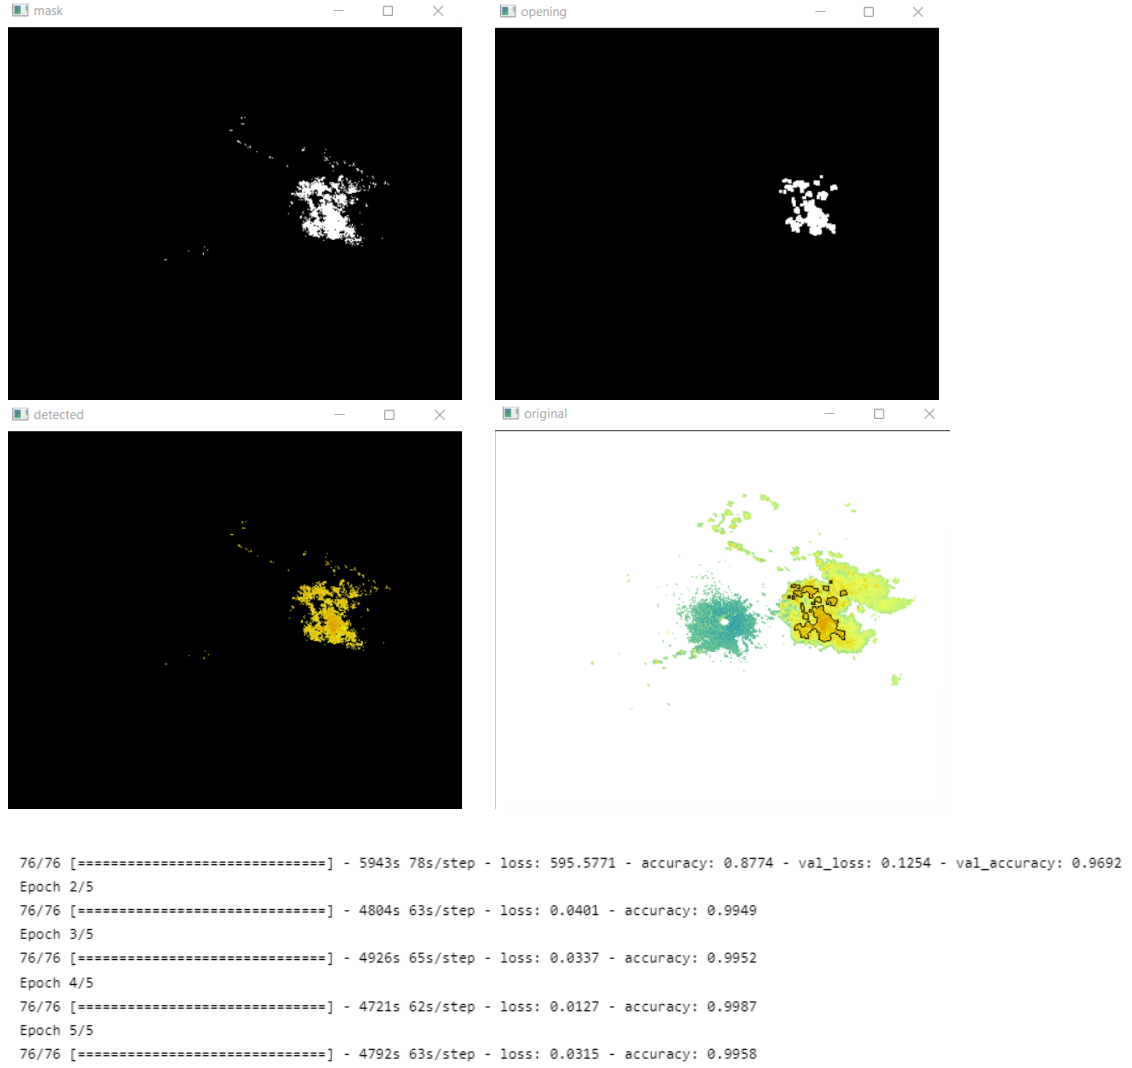 mask
opening
detected
original
76/76 [==============================] - 5943s 78s/step - loss: 595.5771 - accuracy: 0.8774 - val_loss: 0.1254 - val_accuracy: 0.9692
Epoch 2/5
76/76 [==============================] - 4804s 63s/step - loss: 0.0401 - accuracy: 0.9949
Epoch 3/5
76/76 [==============================] - 4926s 65s/step - loss: 0.0337 - accuracy: 0.9952
Epoch 4/5
76/76 [==============================] - 4721s 62s/step - loss: 0.0127 - accuracy: 0.9987
Epoch 5/5
76/76 [==============================] - 4792s 63s/step - loss: 0.0315 - accuracy: 0.9958